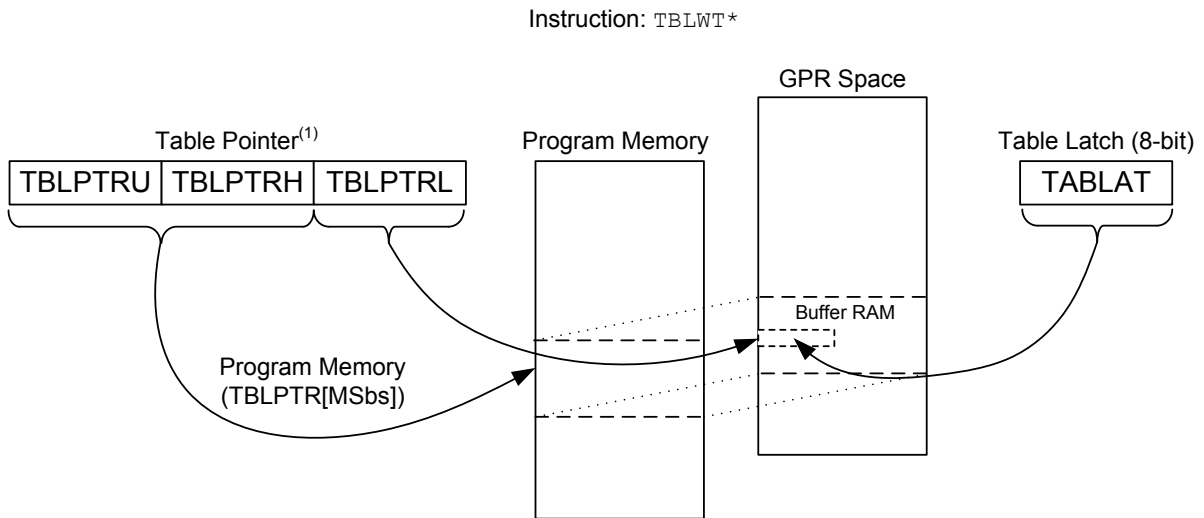 Instruction: TBLWT*
GPR Space
Table Pointer(1)
Program Memory
Table Latch (8-bit)
TBLPTRU TBLPTRH TBLPTRL
TABLAT
Buffer RAM
Program Memory
(TBLPTR[MSbs])